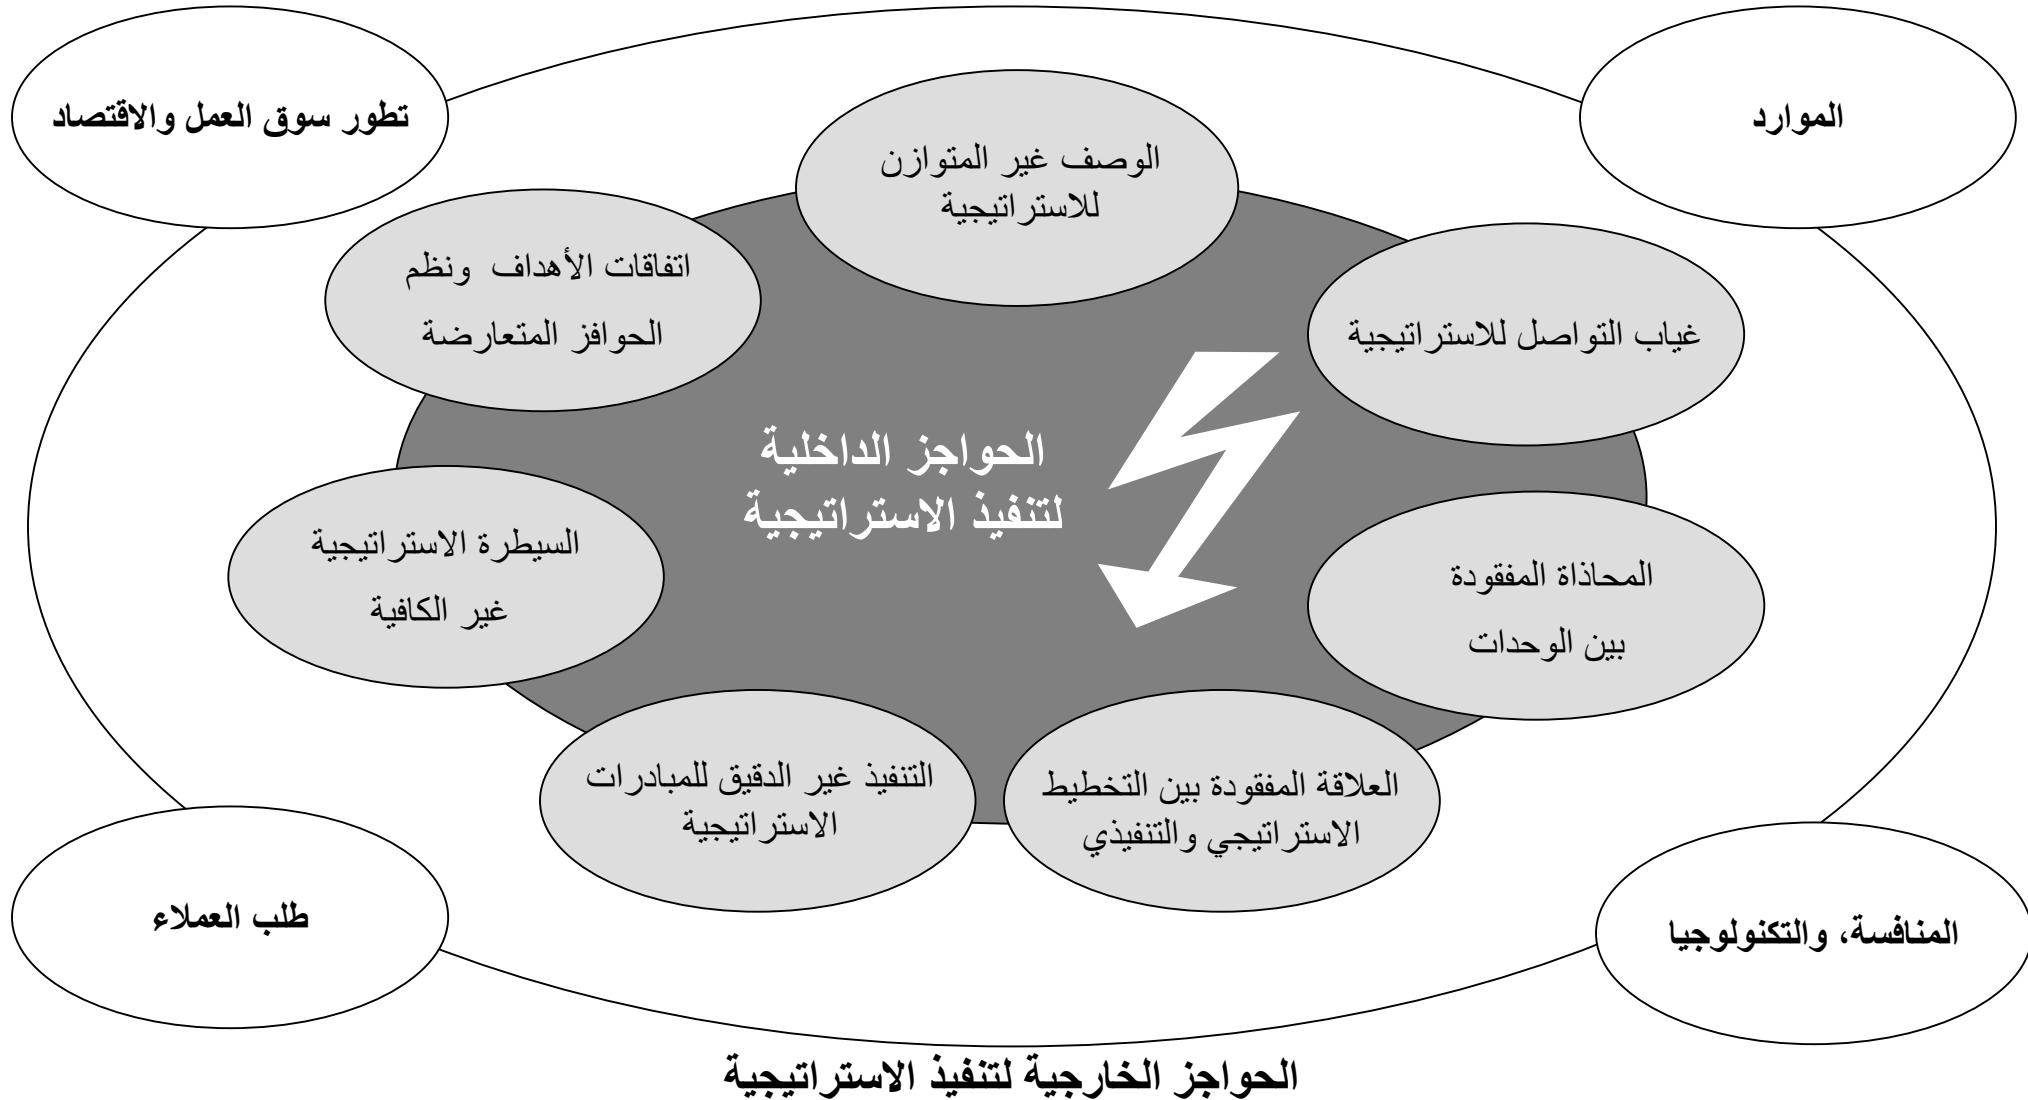 الموارد
تطور سوق العمل والاقتصاد
الوصف غير المتوازن
للاستراتيجية
غياب التواصل للاستراتيجية
اتفاقات الأهداف ونظم
الحوافز المتعارضة
الحواجز الداخلية
لتنفيذ الاستراتيجية
المحاذاة المفقودة
بين الوحدات
السيطرة الاستراتيجية
غير الكافية
العلاقة المفقودة بين التخطيط
الاستراتيجي والتنفيذي
التنفيذ غير الدقيق للمبادرات
الاستراتيجية
المنافسة، والتكنولوجيا
طلب العملاء
الحواجز الخارجية لتنفيذ الاستراتيجية